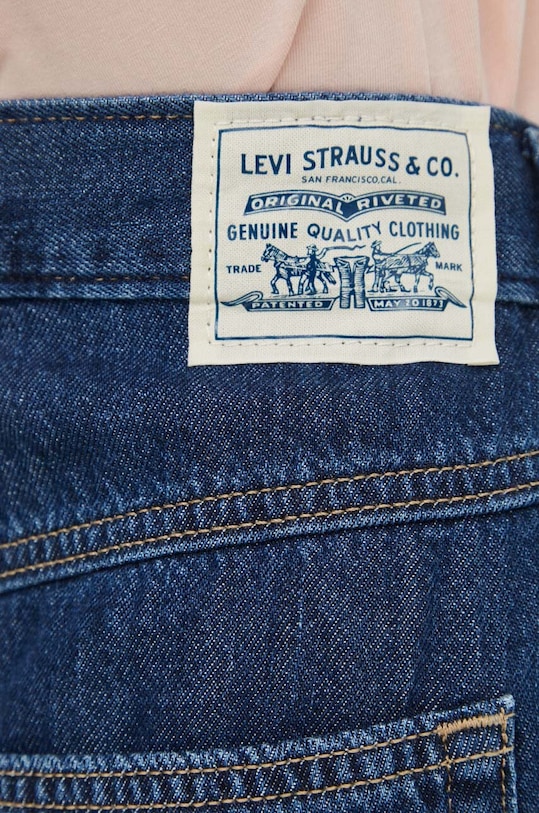 LEVI STRAUSS & CO.
SAN FRANCISCO, CAL.
ORIGINAL RIVETED
GENUINE QUALITY CLOTHING
TRADE MARK
PATENTED MAY 20 1873